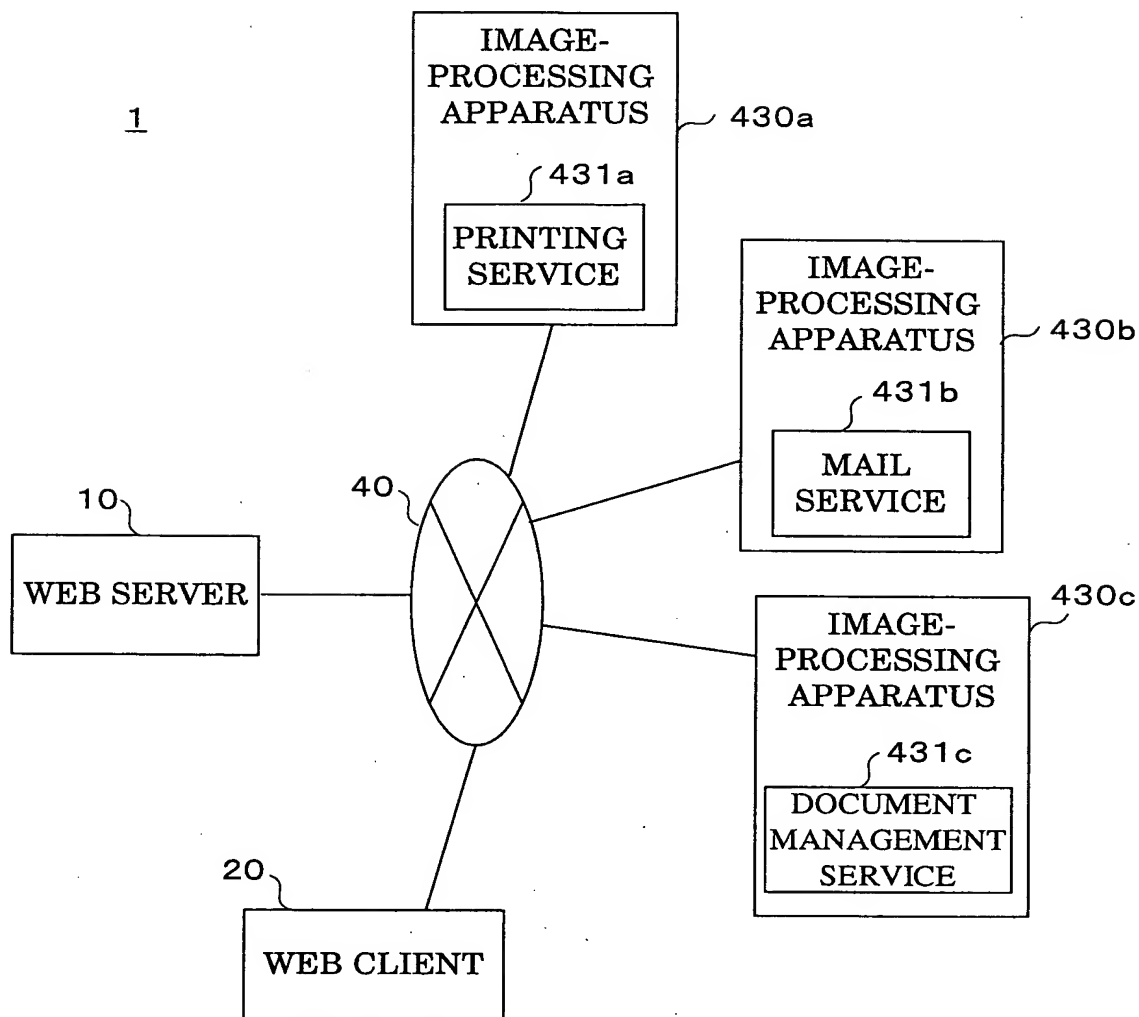 IMAGE-
PROCESSING
APPARATUS
1
430a
431a
PRINTING
SERVICE
IMAGE-
PROCESSING
APPARATUS
430b
431b
MAIL
SERVICE
40
10
WEB SERVER
430c
IMAGE-
PROCESSING
APPARATUS
431c
DOCUMENT
MANAGEMENT
SERVICE
20
WEB CLIENT